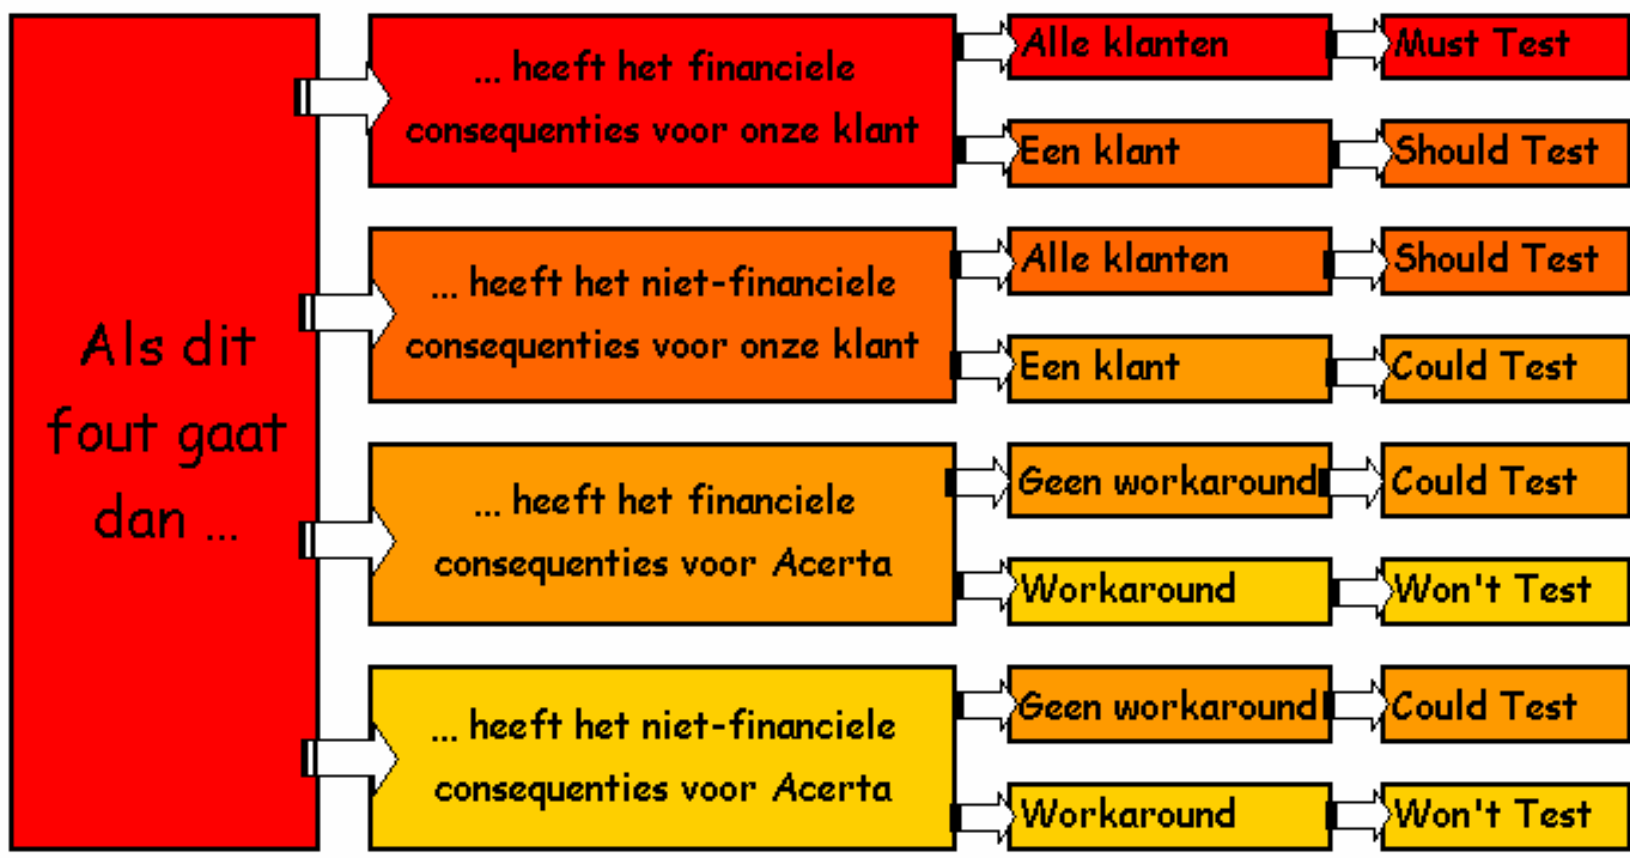 Als dit
fout gaat
dan ...
... heeft het financiele
consequenties voor onze klant
Alle klanten
Must Test
Een klant
Should Test
... heeft het niet-financiele
consequenties voor onze klant
Alle klanten
Should Test
Een klant
Could Test
... heeft het financiele
consequenties voor Acerta
Geen workaround
Could Test
Workaround
Won't Test
... heeft het niet-financiele
consequenties voor Acerta
Geen workaround
Could Test
Workaround
Won't Test